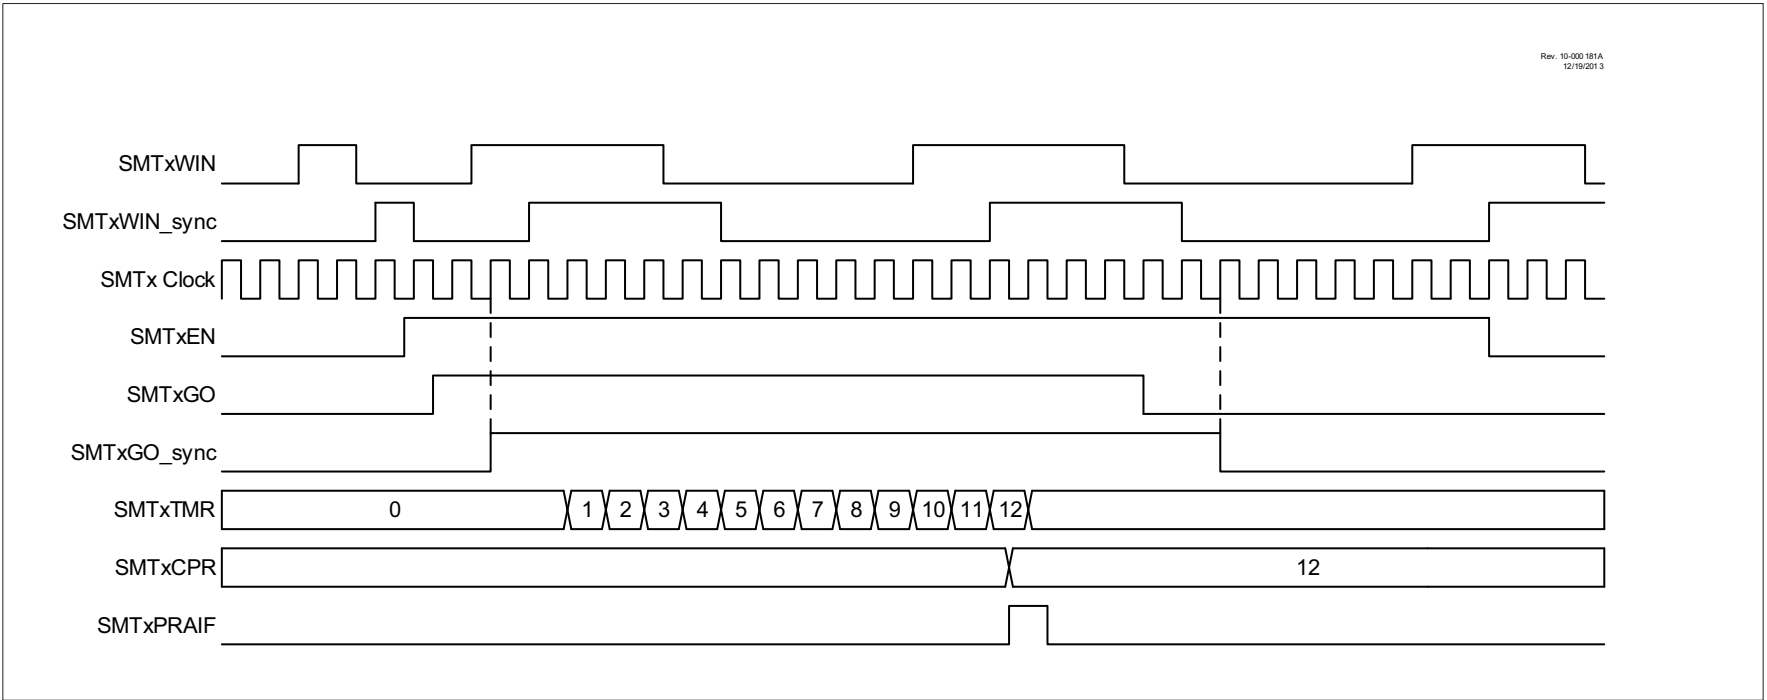 Rev. 10-000 181A
12/19/201 3
SMTxWIN
SMTxWIN_sync
SMTx Clock
SMTxEN
SMTxGO
SMTxGO_sync
SMTxTMR 0 1 2 3 4 5 6 7 8 9 10 11 12
SMTxCPR 12
SMTxPRAIF